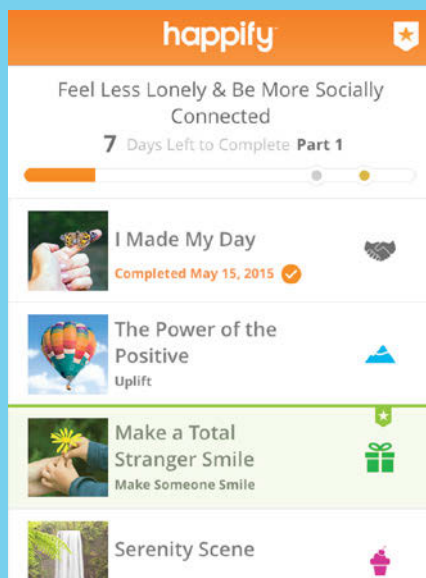 happify
Feel Less Lonely & Be More Socially
Connected
7 Days Left to Complete Part 1
I Made My Day
Completed May 15, 2015
The Power of the
Positive
Uplift
Make a Total
Stranger Smile
Make Someone Smile
Serenity Scene